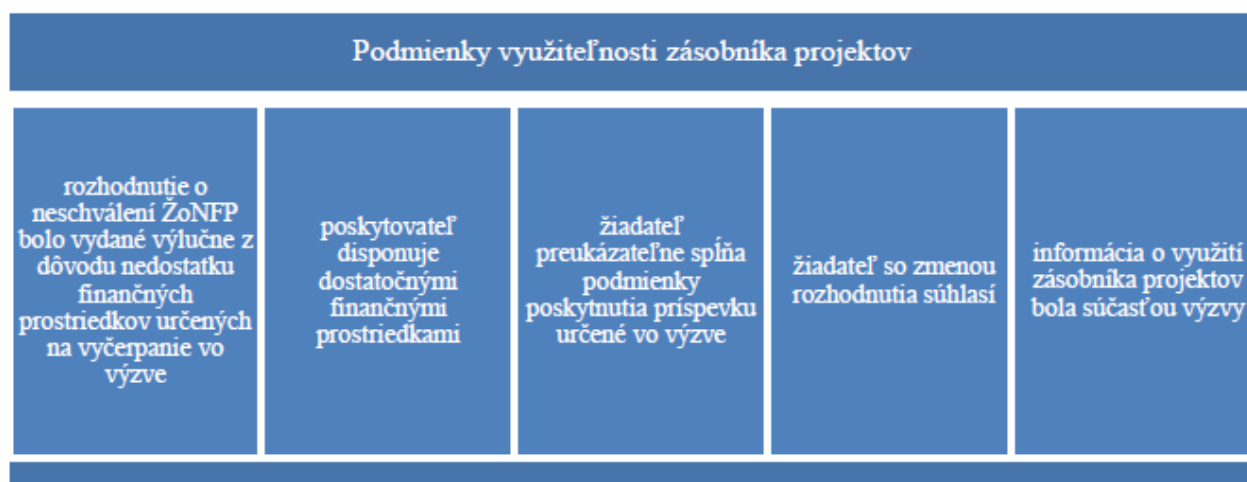 Podmienky využiteľnosti zásobníka projektov
rozhodnutie o
neschválení ŽoNFP
bolo vydané výlučne z
dôvodu nedostatku
finančných
prostriedkov určených
na vyčerpanie vo
výzve
poskytovateľ
disponuje
dostatočnými
finančnými
prostriedkami
žiadateľ
preukázateľne spĺňa
podmienky
poskytnutia príspevku
určené vo výzve
žiadateľ so zmenou
rozhodnutia súhlasí
informácia o využití
zásobníka projektov
bola súčasťou výzvy